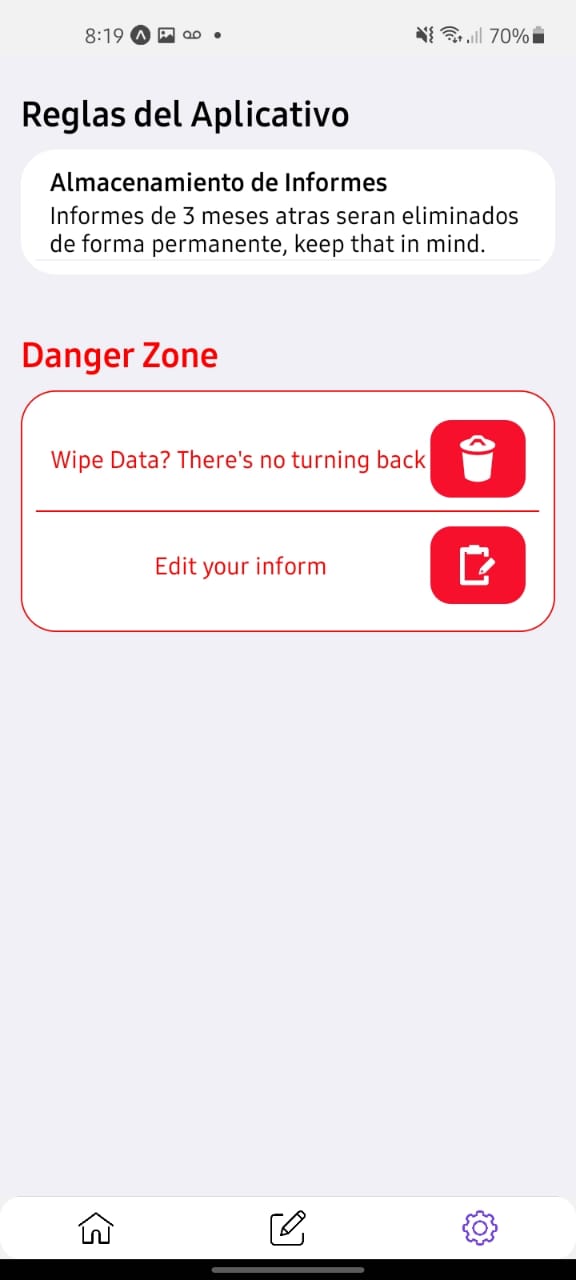 8:19
70%
Reglas del Aplicativo
Almacenamiento de Informes
Informes de 3 meses atras seran eliminados
de forma permanente, keep that in mind.
Danger Zone
Wipe Data? There's no turning back
Edit your inform